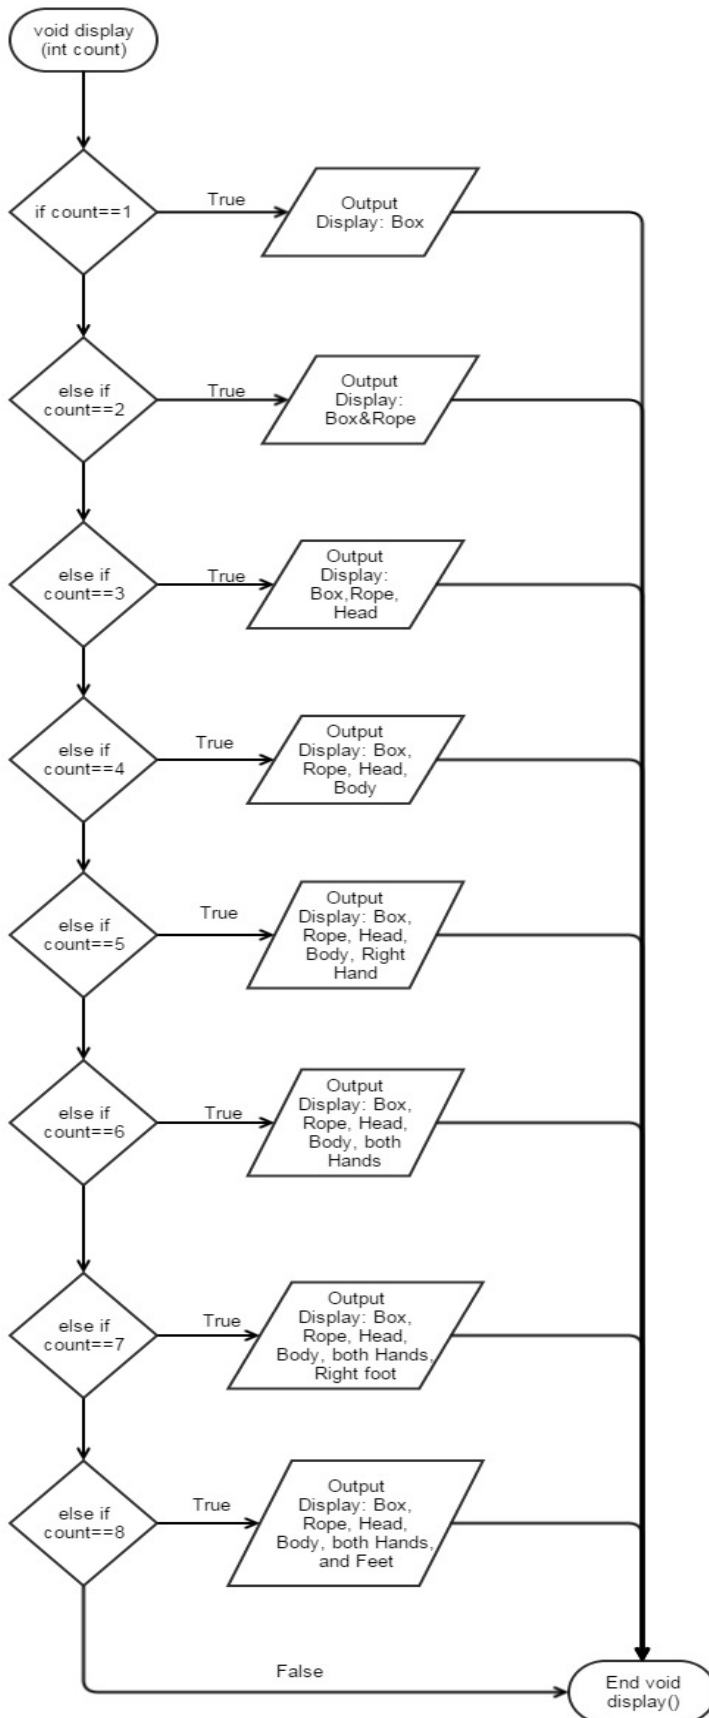 void display
(int count)
if count==1
True
Output
Display: Box
else if
count==2
True
Output
Display:
Box&Rope
else if
count==3
True
Output
Display:
Box,Rope,
Head
else if
count==4
True
Output
Display: Box,
Rope, Head,
Body
else if
count==5
True
Output
Display: Box,
Rope, Head,
Body, Right
Hand
else if
count==6
True
Output
Display: Box,
Rope, Head,
Body, both
Hands
else if
count==7
True
Output
Display: Box,
Rope, Head,
Body, both Hands,
Right foot
else if
count==8
True
Output
Display: Box,
Rope, Head,
Body, both Hands,
and Feet
False
End void
display()